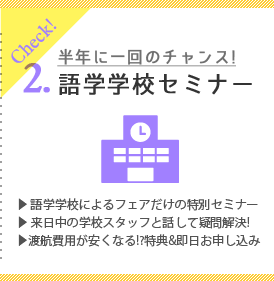 Check!
半年に一回のチャンス!
2. 語学学校セミナー
▶ 語学学校によるフェアだけの特別セミナー
▶ 来日中の学校スタッフと話して疑問解決!
▶渡航費用が安くなる!?特典&即日お申し込み